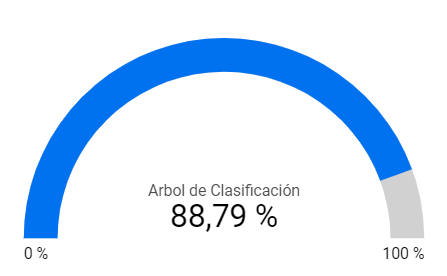 Arbol de Clasificación
88,79 %
0 %
100 %